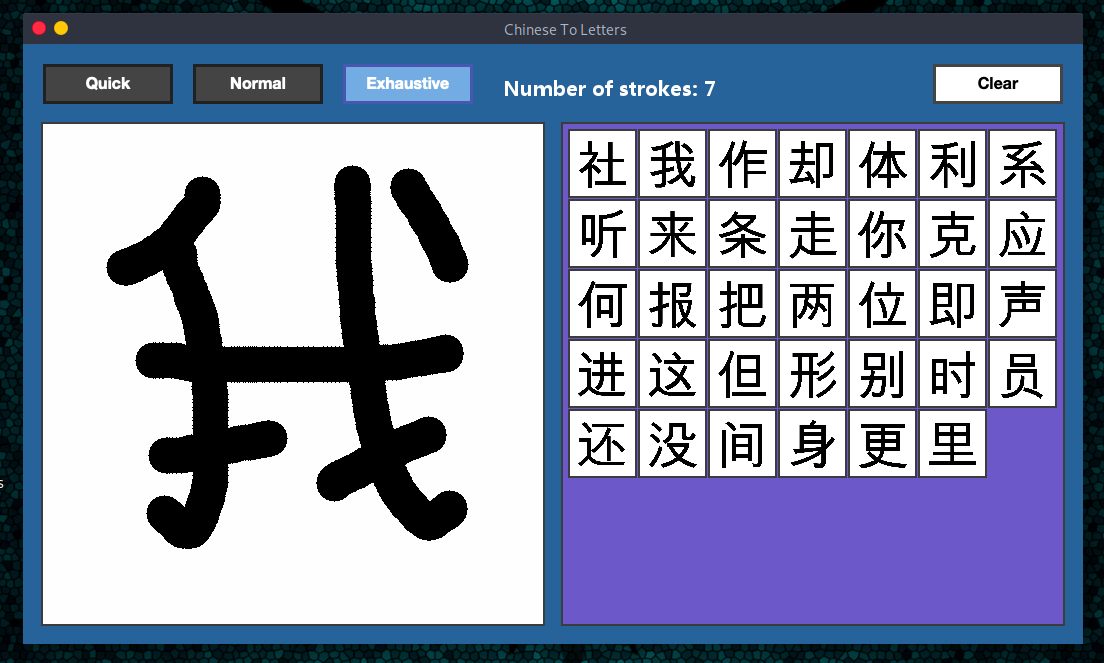 Chinese To Letters
Quick Normal Exhaustive Number of strokes: 7 Clear
我
社我作却体利系
听来条走你克应
何报把两位即声
进这但形别时员
还没间身更里
s